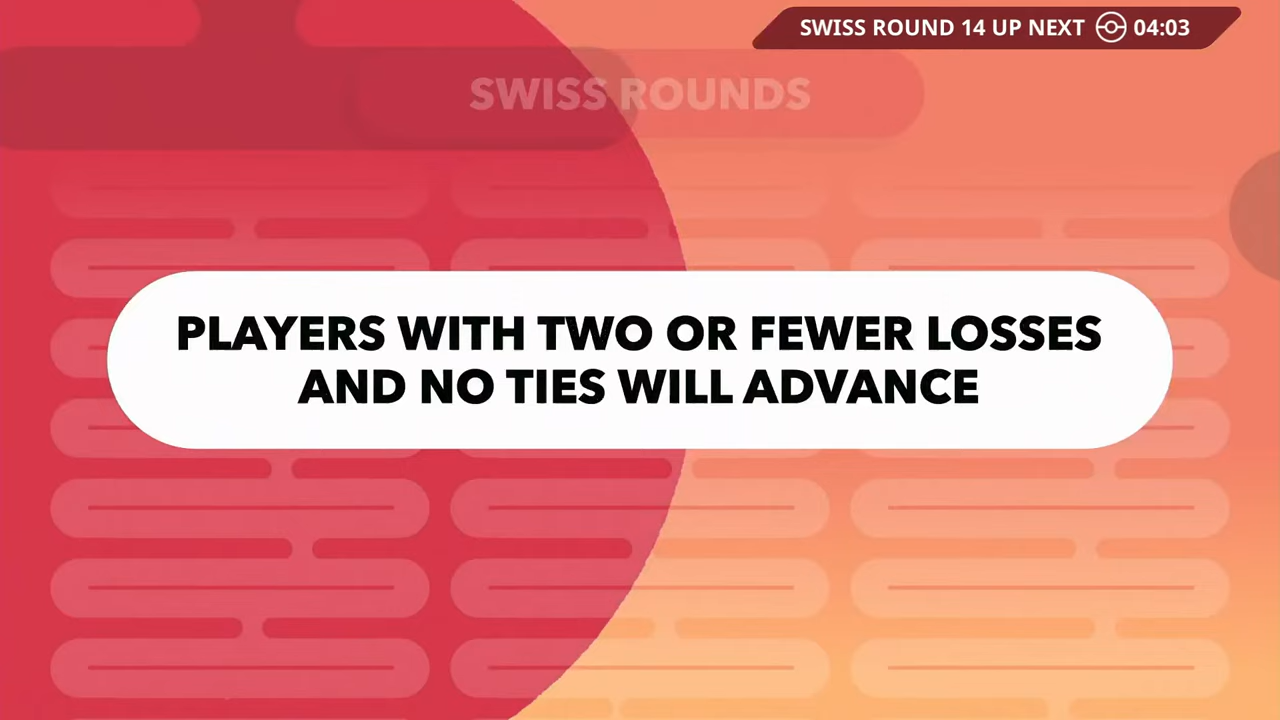 SWISS ROUND 14 UP NEXT 04:03
SWISS ROUNDS
PLAYERS WITH TWO OR FEWER LOSSES
AND NO TIES WILL ADVANCE